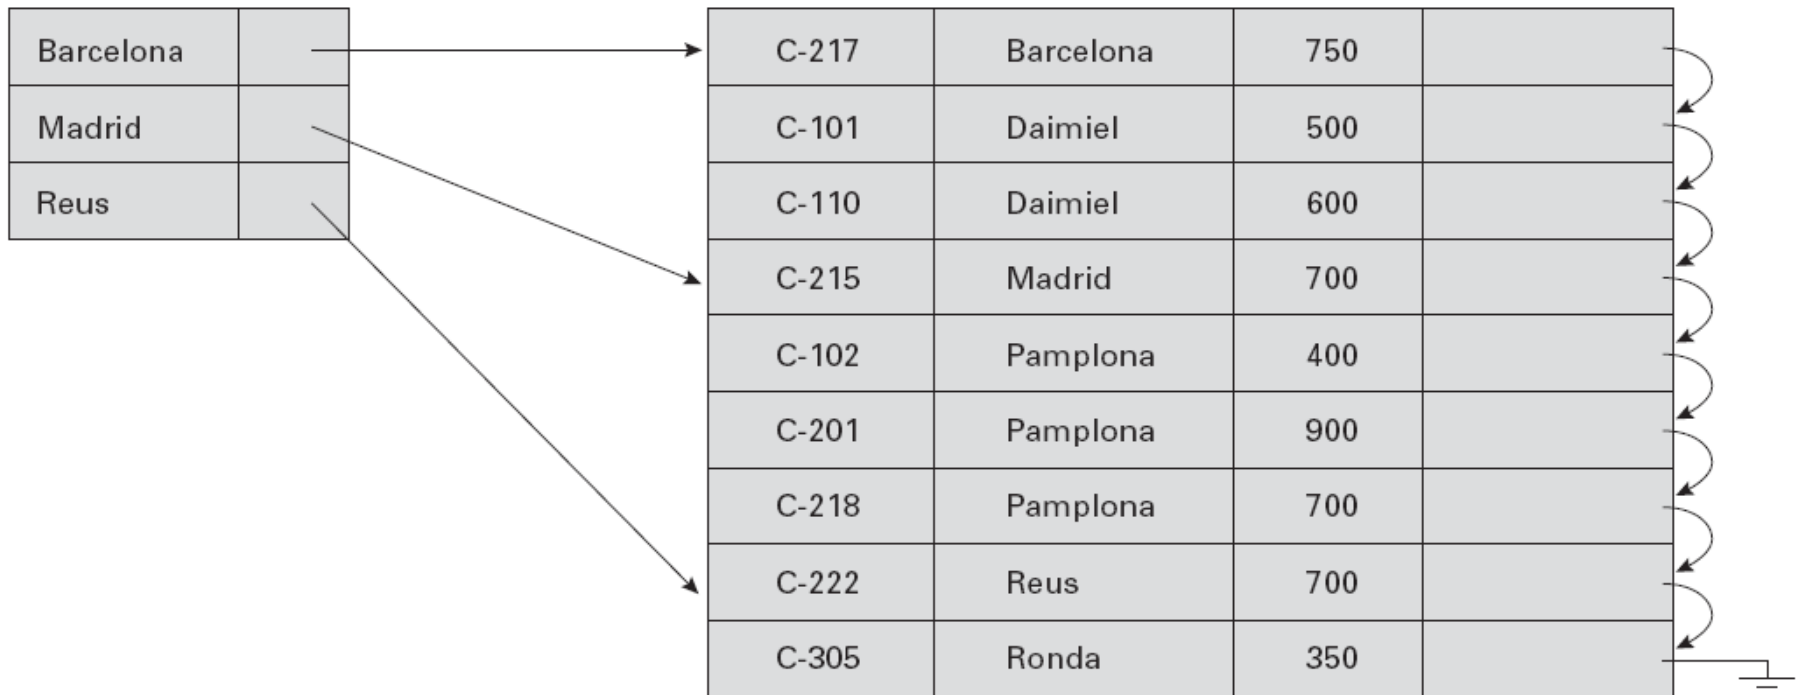 Barcelona
Madrid
Reus
C-217 Barcelona 750
C-101 Daimiel 500
C-110 Daimiel 600
C-215 Madrid 700
C-102 Pamplona 400
C-201 Pamplona 900
C-218 Pamplona 700
C-222 Reus 700
C-305 Ronda 350